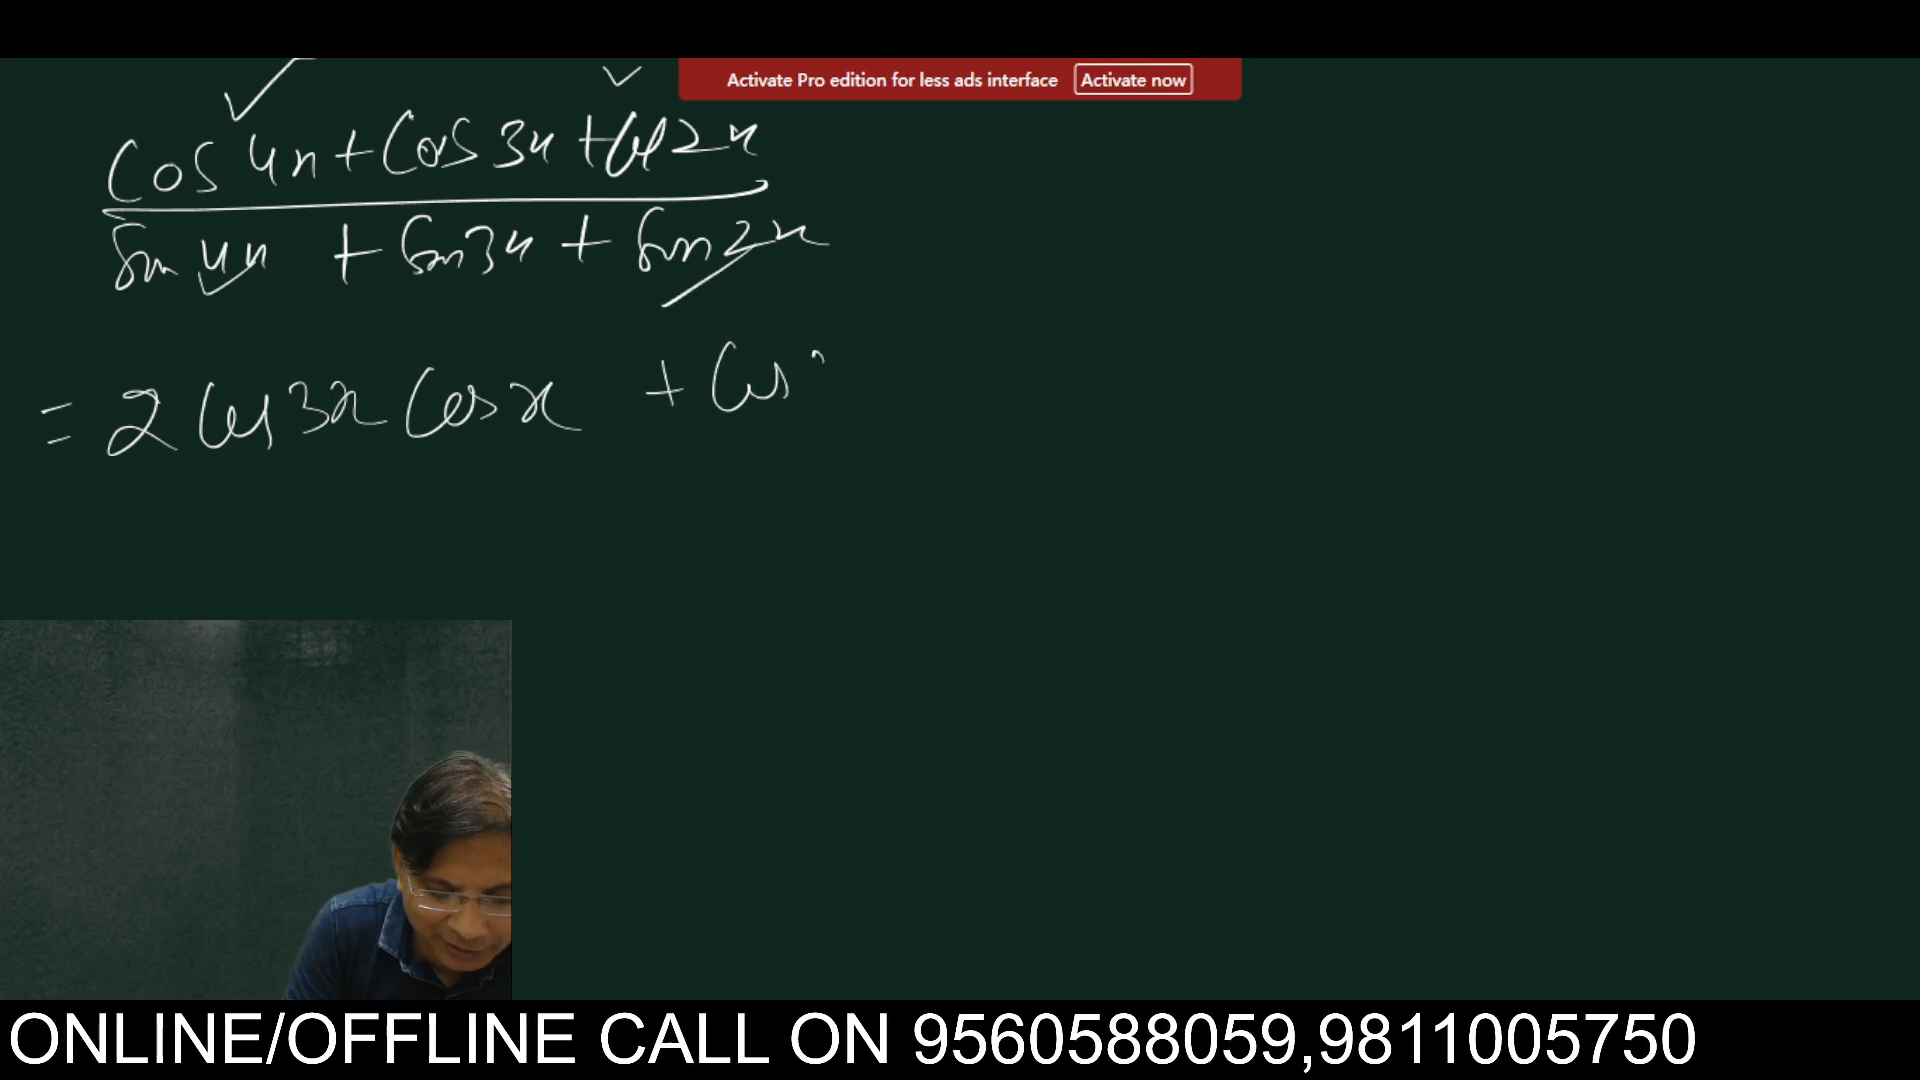 Activate Pro edition for less ads interface Activate now
Cos 4x + Cos 3x + Cos 2x
Sin 4x + Sin 3x + Sin 2x
= 2 Cos 3x Cos x + Cos
ONLINE/OFFLINE CALL ON 9560588059,9811005750